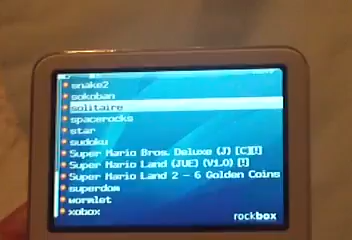 snake2
sokoban
solitaire
spacerocks
star
sudoku
Super Mario Bros. Deluxe (J) [C][!]
Super Mario Land (JUE) (V1.0) [!]
Super Mario Land 2 - 6 Golden Coins
superdom
wormlet
xobox
rockbox